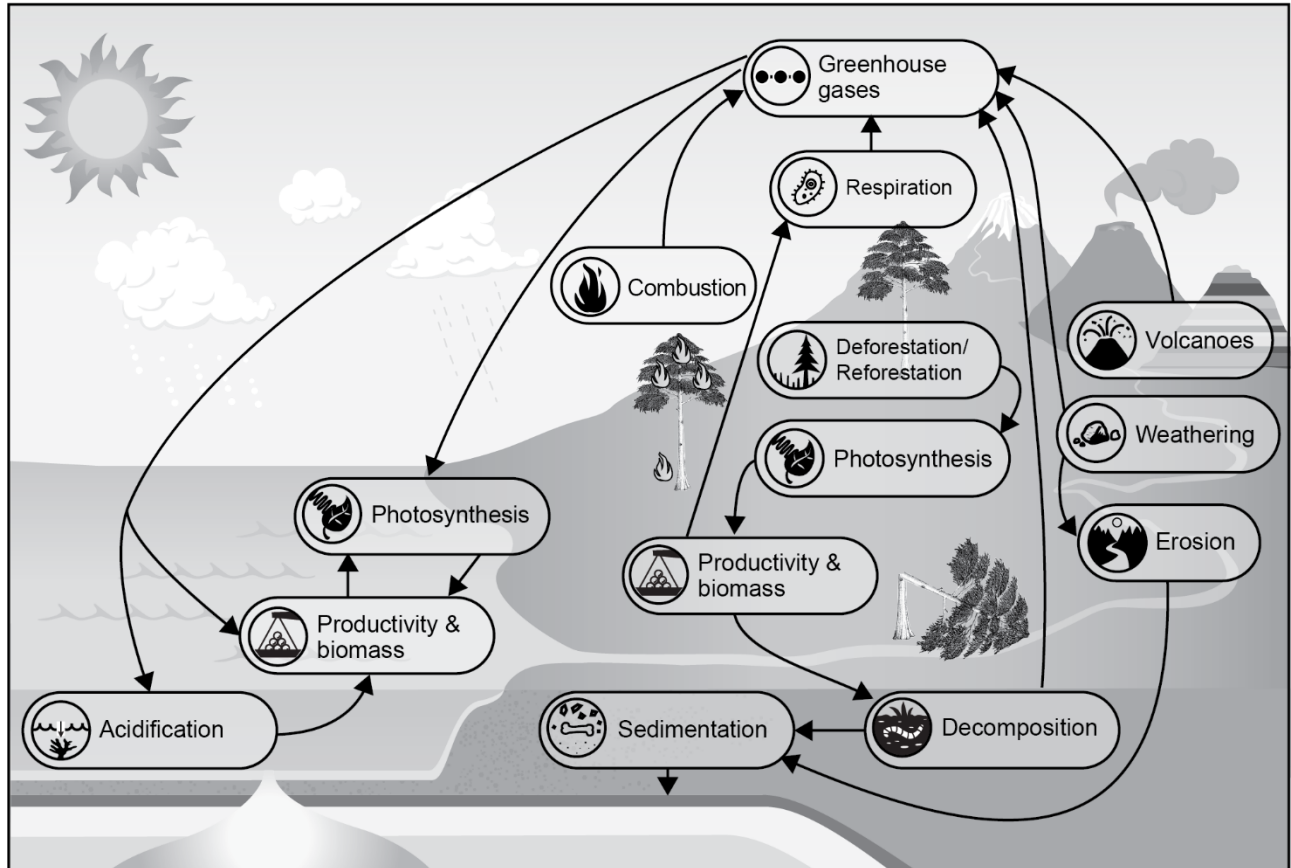 Greenhouse
gases
Respiration
Combustion
Volcanoes
Deforestation/
Reforestation
Weathering
Photosynthesis
Photosynthesis
Erosion
Productivity &
biomass
Productivity &
biomass
Acidification
Sedimentation
Decomposition